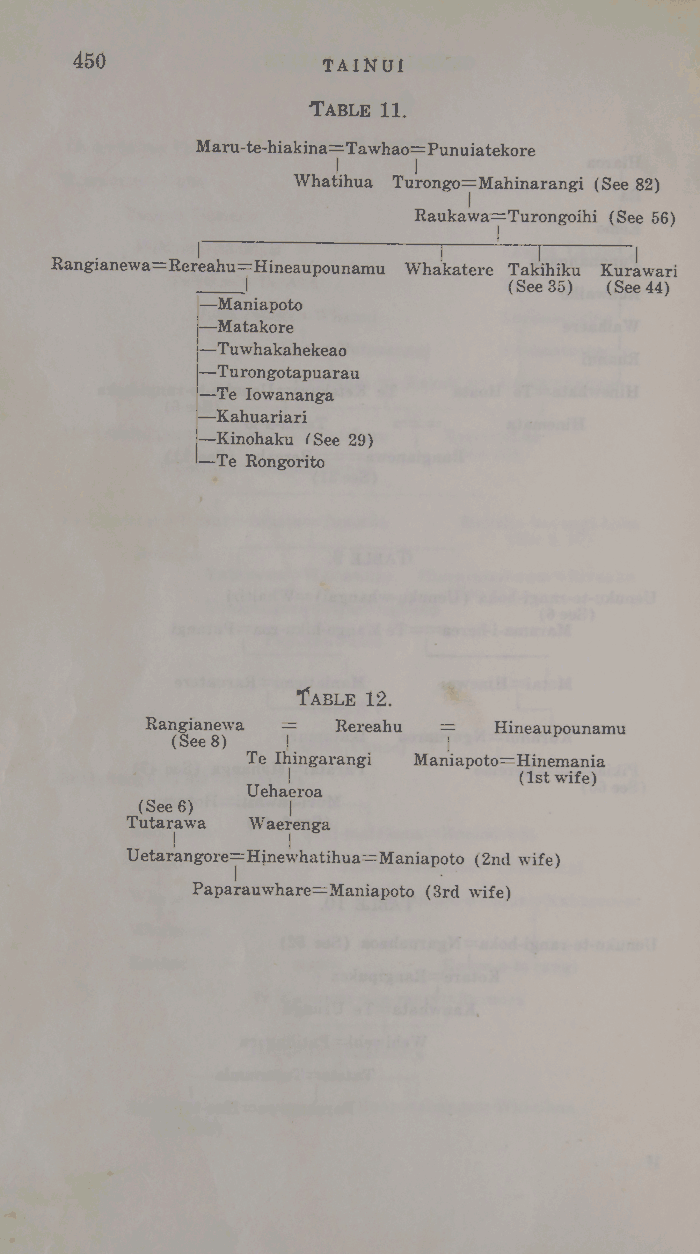 450
TAINUI
TABLE 11.
Maru-te-hiakina=Tawhao=Punuiatekore
Whatihua Turongo=Mahinarangi (See 82)
Raukawa=Turongoihi (See 56)
Rangianewa=Rereahu=Hineaupounamu Whakatere Takihiku Kurawari
(See 35) (See 44)
—Maniapoto
—Matakore
—Tuwhakahekeao
—Turongotapuarau
—Te Iowananga
—Kahuariari
—Kinohaku (See 29)
—Te Rongorito
TABLE 12.
Rangianewa = Rereahu = Hineaupounamu
(See 8)
Te Ihingarangi Maniapoto=Hinemania
(1st wife)
Uehaeroa
(See 6)
Tutarawa Waerenga
Uetarangore=Hinewhatihua=Maniapoto (2nd wife)
Paparauwhare=Maniapoto (3rd wife)